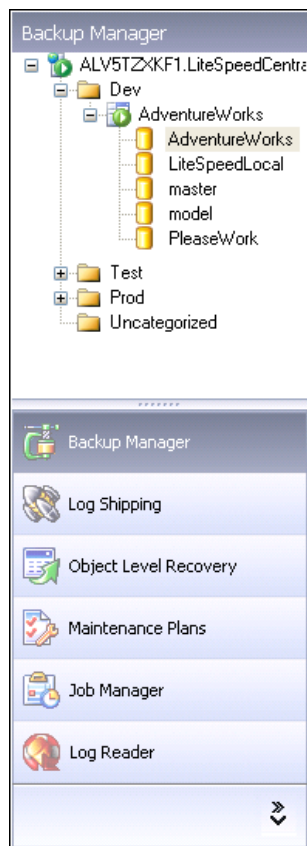 Backup Manager
ALV5TZXKF1.LiteSpeedCentra
Dev
AdventureWorks
AdventureWorks
LiteSpeedLocal
master
model
PleaseWork
Test
Prod
Uncategorized
Backup Manager
Log Shipping
Object Level Recovery
Maintenance Plans
Job Manager
Log Reader